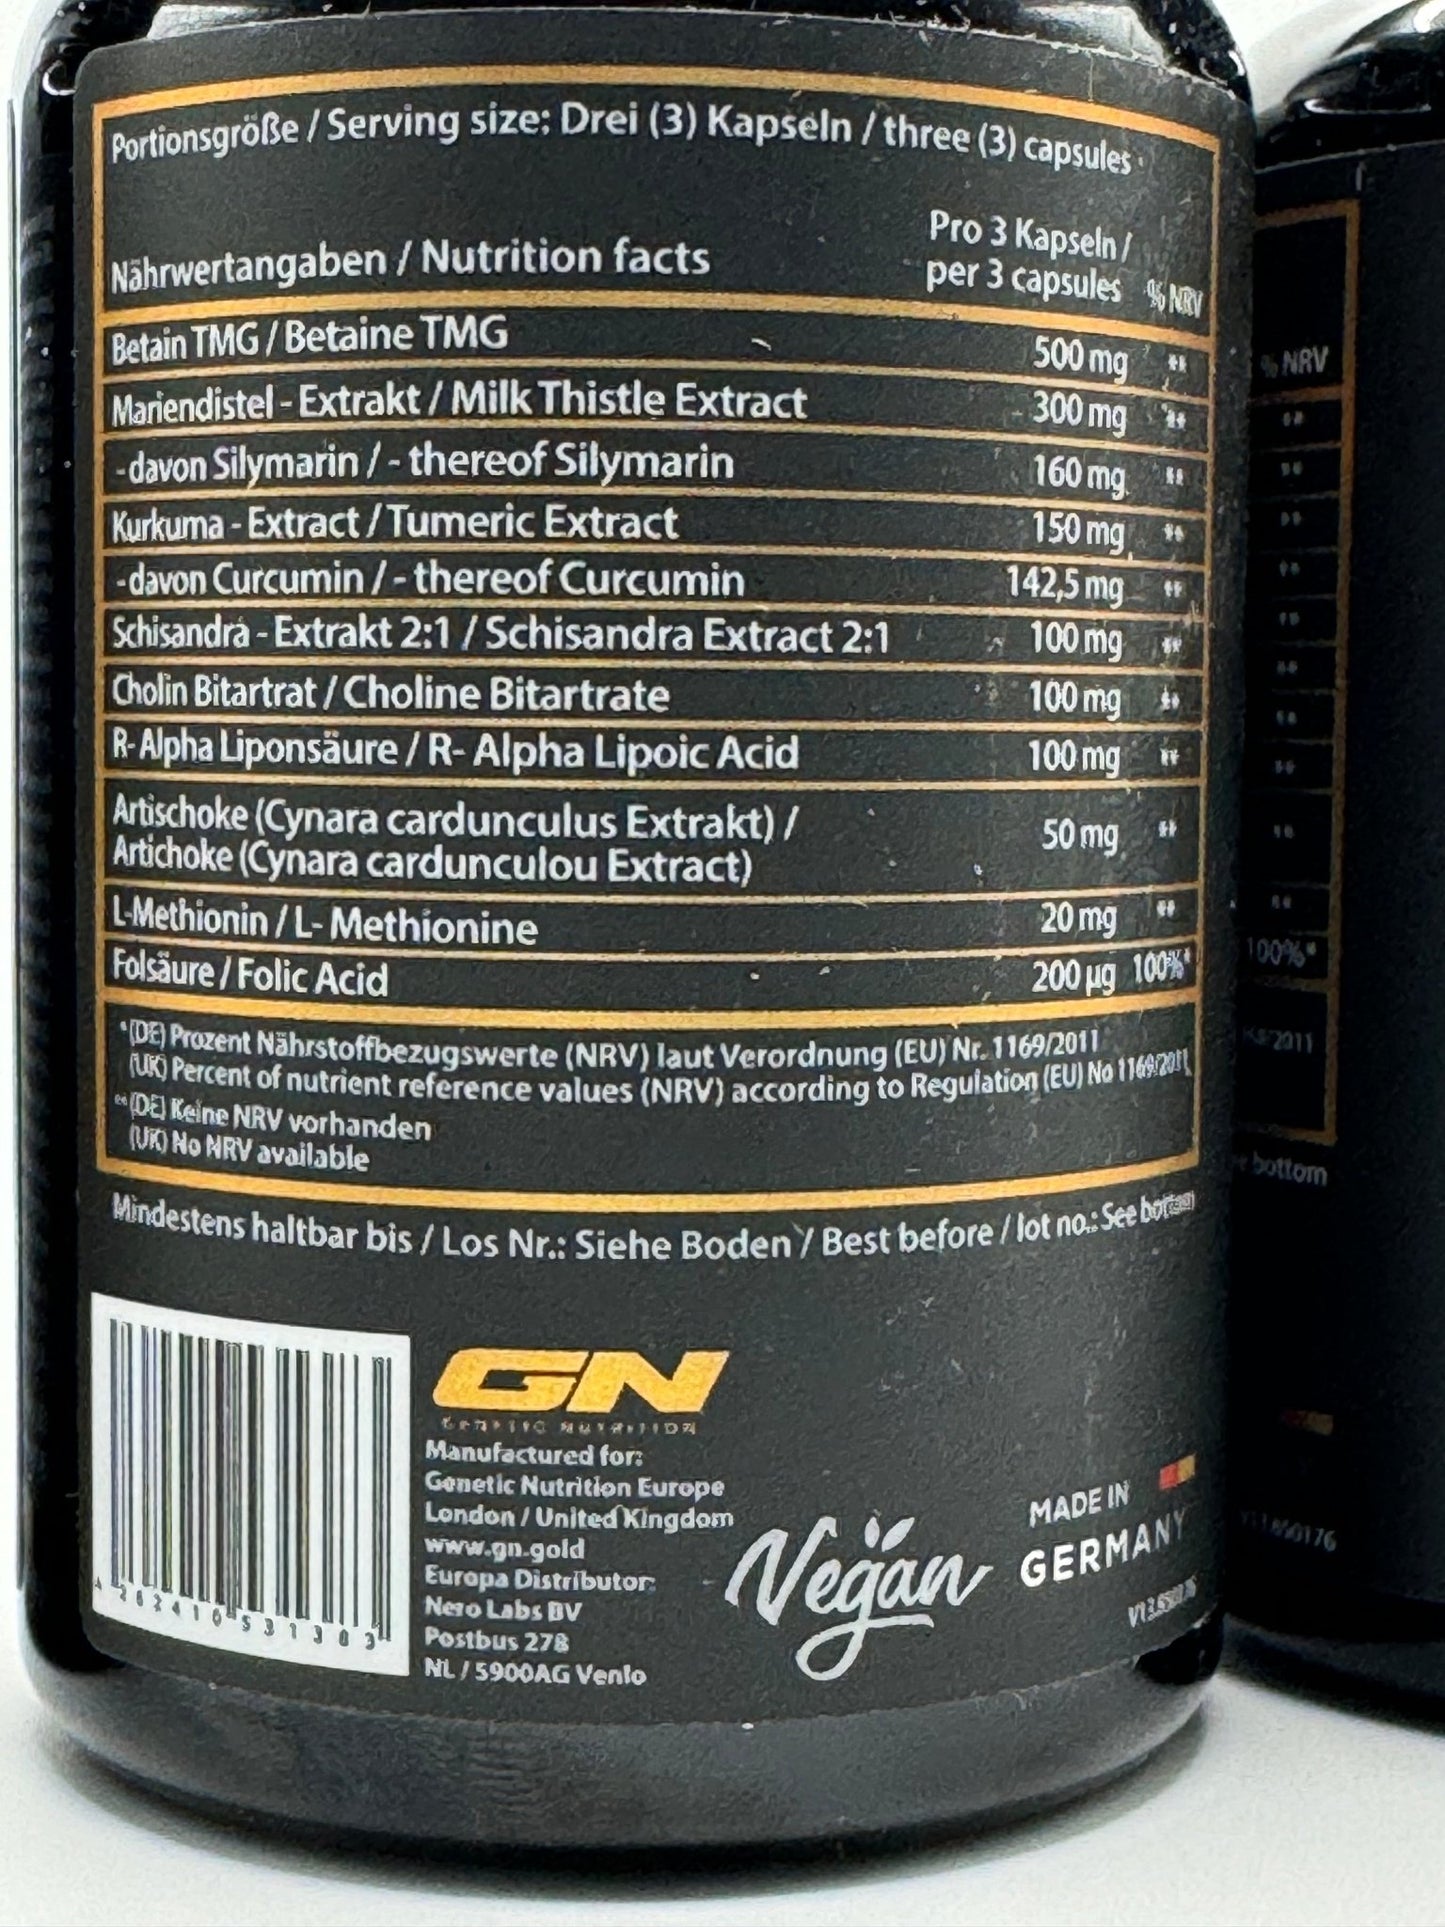 Portionsgröße / Serving size: Drei (3) Kapseln / three (3) capsules
Nährwertangaben / Nutrition facts
Pro 3 Kapseln /
per 3 capsules % NRV
Betain TMG / Betaine TMG 500 mg **
Mariendistel - Extrakt / Milk Thistle Extract 300 mg **
- davon Silymarin / - thereof Silymarin 160 mg **
Kurkuma - Extract / Tumeric Extract 150 mg **
- davon Curcumin / - thereof Curcumin 142,5 mg **
Schisandra - Extrakt 2:1 / Schisandra Extract 2:1 100 mg **
Cholin Bitartrat / Choline Bitartrate 100 mg **
R- Alpha Liponsäure / R- Alpha Lipoic Acid 100 mg **
Artischoke (Cynara cardunculus Extrakt) /
Artichoke (Cynara cardunculou Extract) 50 mg **
L-Methionin / L- Methionine 20 mg **
Folsäure / Folic Acid 200 µg 100%*
*(DE) Prozent Nährstoffbezugswerte (NRV) laut Verordnung (EU) Nr. 1169/2011
(UK) Percent of nutrient reference values (NRV) according to Regulation (EU) No 1169/2011
**(DE) Keine NRV vorhanden
(UK) No NRV available
Mindestens haltbar bis / Los Nr.: Siehe Boden / Best before / lot no.: See bottom
4 262410 531303
GN
GENETIC NUTRITION
Manufactured for:
Genetic Nutrition Europe
London / United Kingdom
www.gn.gold
Europa Distributor:
Nero Labs BV
Postbus 278
NL / 5900AG Venlo
Vegan
MADE IN
GERMANY
% NRV
**
**
**
**
**
**
**
**
**
**
100%*
2011
bottom